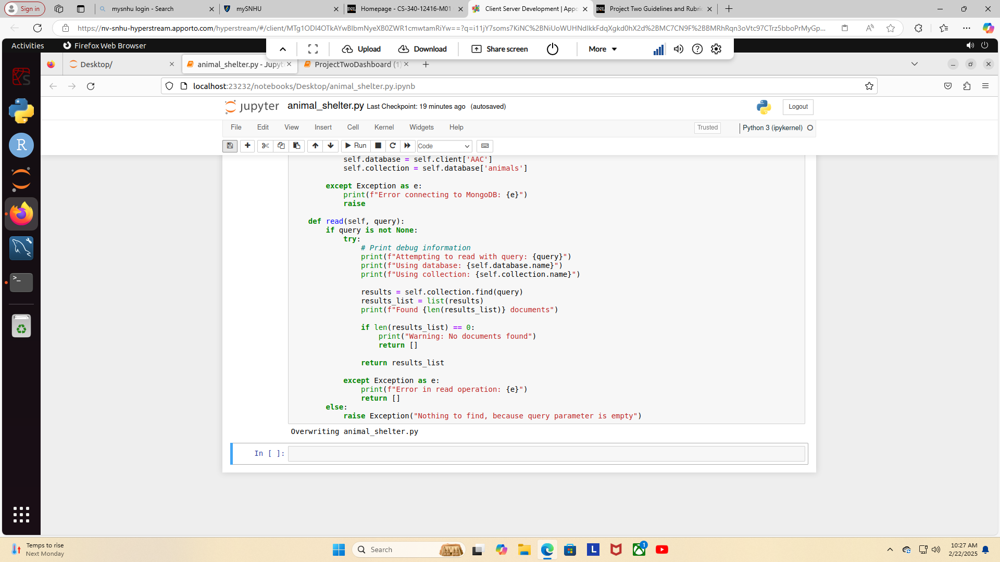 Sign in
mysnhu login - Search
mySNHU
Homepage - CS-340-12416-M01
Client Server Development | Appo
Project Two Guidelines and Rubric
https://nv-snhu-hyperstream.apporto.com/hyperstream/#/client/
Activities
Firefox Web Browser
Upload
Download
Share screen
More
Desktop/
animal_shelter.py - Jupyt
ProjectTwoDashboard (1)
localhost:23232/notebooks/Desktop/animal_shelter.py.ipynb
jupyter
animal_shelter.py Last Checkpoint: 19 minutes ago (autosaved)
Logout
File Edit View Insert Cell Kernel Widgets Help
Trusted
Python 3 (ipykernel)
Run
Code
self.database = self.client['AAC']
self.collection = self.database['animals']
except Exception as e:
print(f"Error connecting to MongoDB: {e}")
raise
def read(self, query):
if query is not None:
try:
# Print debug information
print(f"Attempting to read with query: {query}")
print(f"Using database: {self.database.name}")
print(f"Using collection: {self.collection.name}")
results = self.collection.find(query)
results_list = list(results)
print(f"Found {len(results_list)} documents")
if len(results_list) == 0:
print("Warning: No documents found")
return []
return results_list
except Exception as e:
print(f"Error in read operation: {e}")
return []
else:
raise Exception("Nothing to find, because query parameter is empty")
Overwriting animal_shelter.py
In [ ]:
Temps to rise
Next Monday
Search
1
10:27 AM
2/22/2025